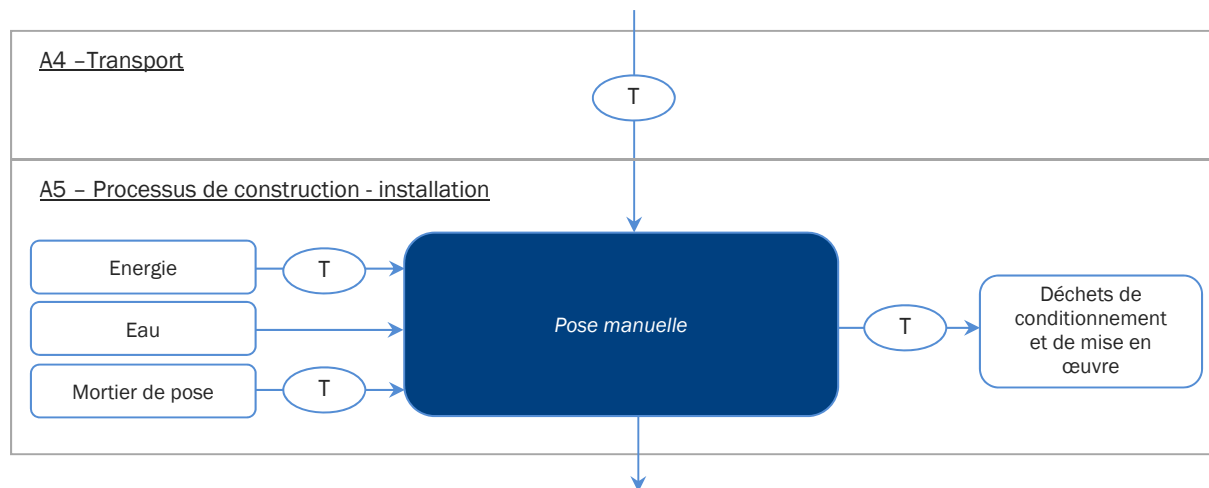 A4 –Transport
T
A5 – Processus de construction - installation
Energie
T
Eau
Mortier de pose
T
Pose manuelle
T
Déchets de
conditionnement
et de mise en
œuvre